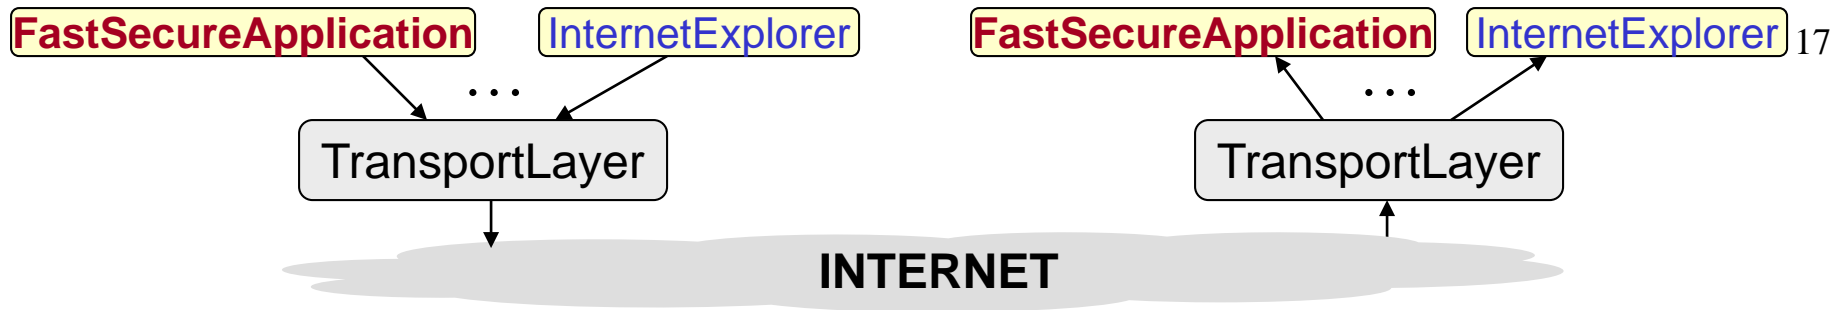 FastSecureApplication InternetExplorer FastSecureApplication InternetExplorer 17
... ...
TransportLayer TransportLayer
INTERNET